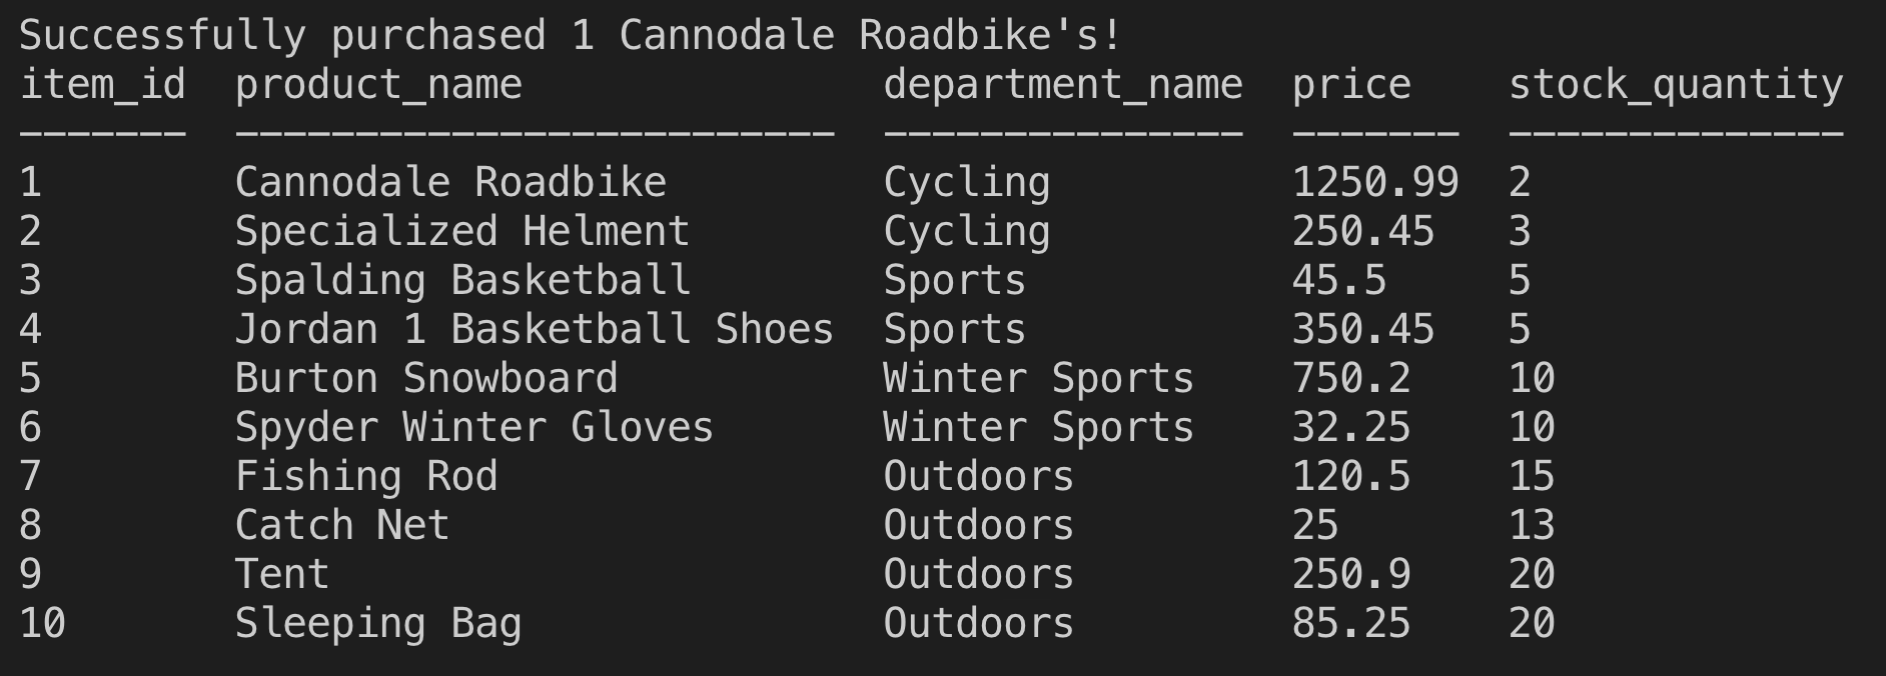 Successfully purchased 1 Cannodale Roadbike's!
item_id  product_name               department_name  price    stock_quantity
-------  -------------------------  ---------------  -------  --------------
1        Cannodale Roadbike         Cycling          1250.99  2
2        Specialized Helment        Cycling          250.45   3
3        Spalding Basketball        Sports           45.5     5
4        Jordan 1 Basketball Shoes  Sports           350.45   5
5        Burton Snowboard           Winter Sports    750.2    10
6        Spyder Winter Gloves       Winter Sports    32.25    10
7        Fishing Rod                Outdoors         120.5    15
8        Catch Net                  Outdoors         25       13
9        Tent                       Outdoors         250.9    20
10       Sleeping Bag               Outdoors         85.25    20